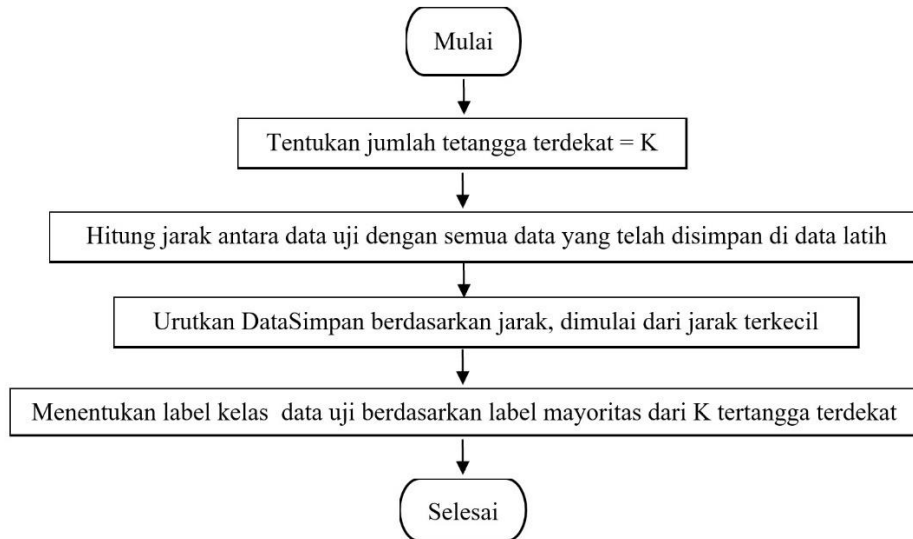 Mulai
Tentukan jumlah tetangga terdekat = K
Hitung jarak antara data uji dengan semua data yang telah disimpan di data latih
Urutkan DataSimpan berdasarkan jarak, dimulai dari jarak terkecil
Menentukan label kelas data uji berdasarkan label mayoritas dari K tertangga terdekat
Selesai